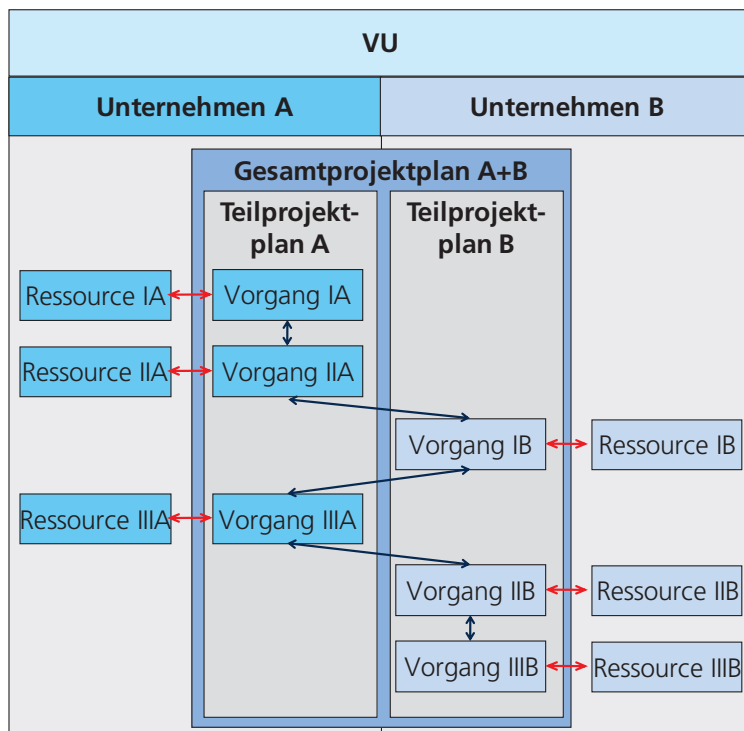 VU
Unternehmen A
Unternehmen B
Gesamtprojektplan A+B
Teilprojekt-
plan A
Teilprojekt-
plan B
Ressource IA
Vorgang IA
Ressource IIA
Vorgang IIA
Vorgang IB
Ressource IB
Ressource IIIA
Vorgang IIIA
Vorgang IIB
Ressource IIB
Vorgang IIIB
Ressource IIIB